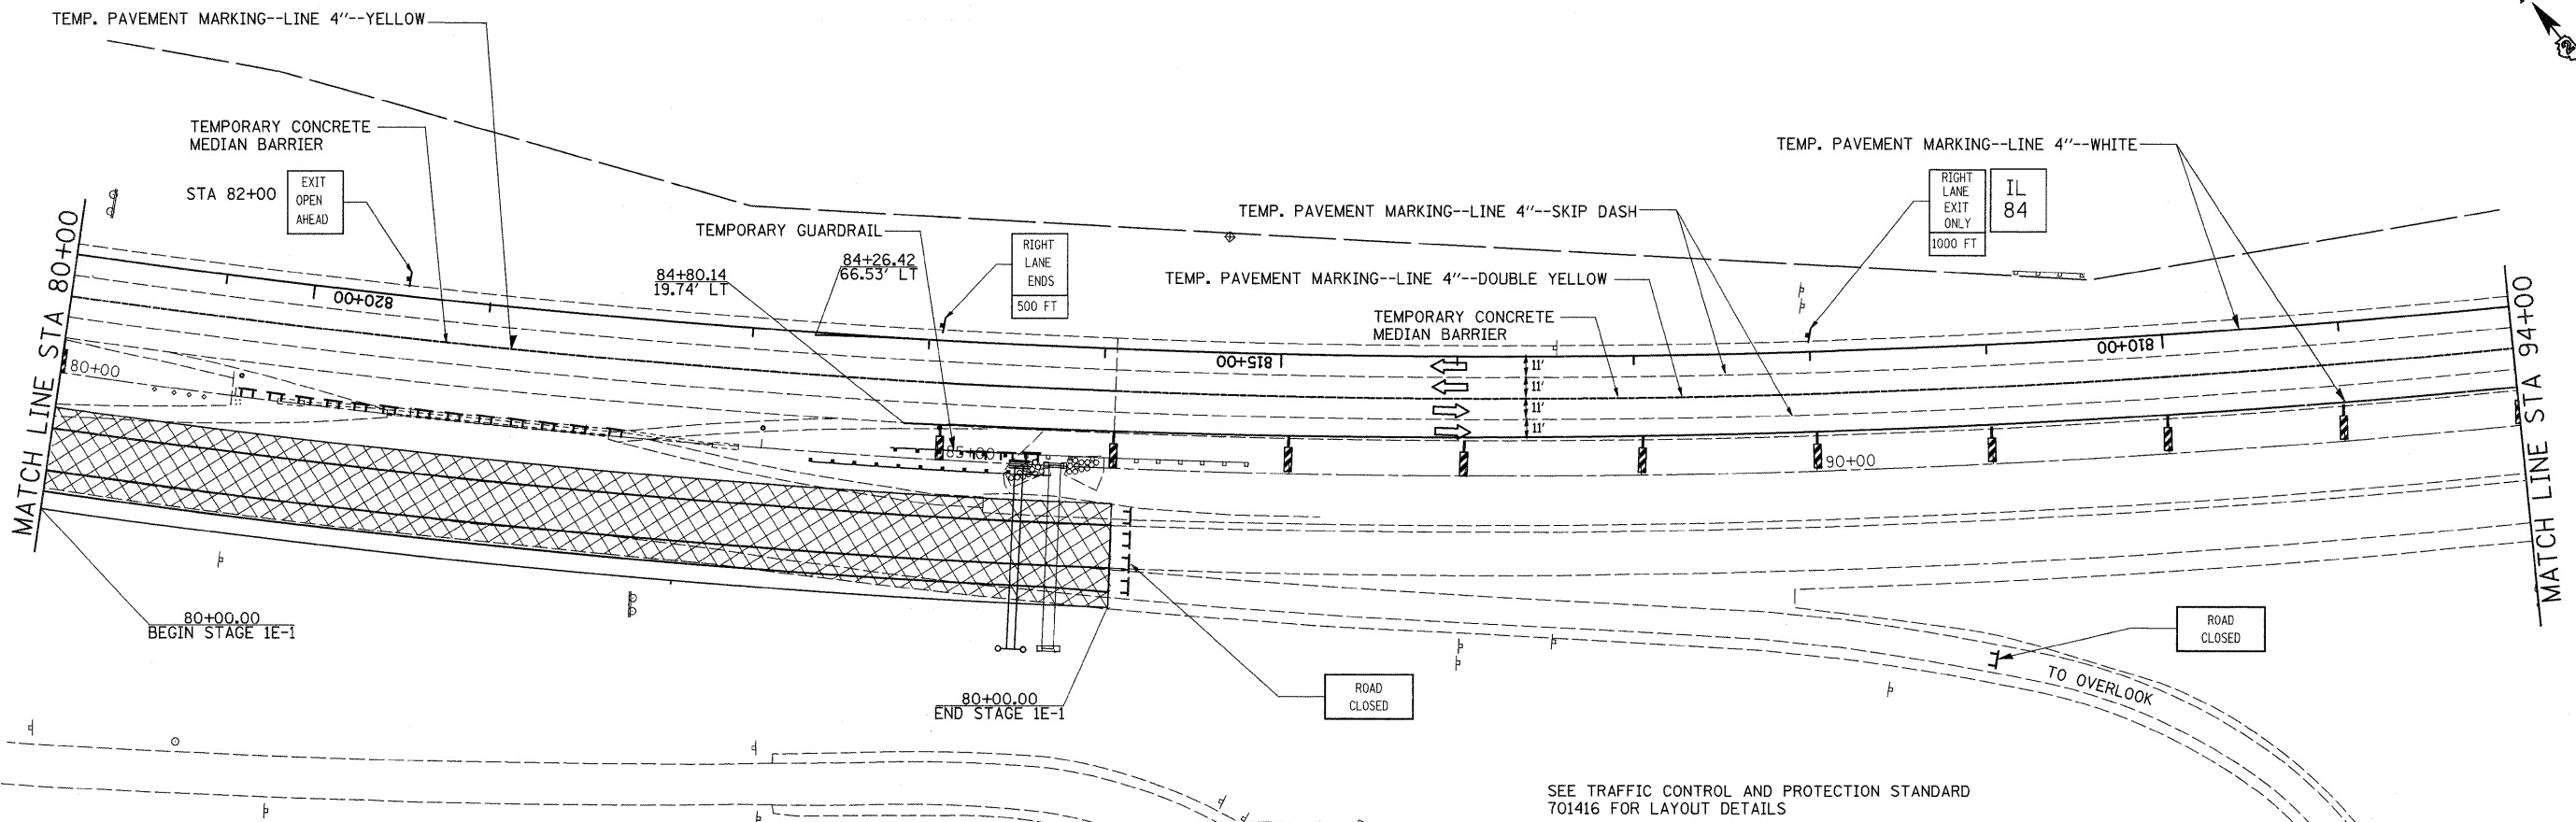 TEMP. PAVEMENT MARKING--LINE 4"--YELLOW
TEMPORARY CONCRETE
MEDIAN BARRIER
STA 82+00
EXIT
OPEN
AHEAD
TEMPORARY GUARDRAIL
84+80.14
19.74' LT
84+26.42
66.53' LT
RIGHT
LANE
ENDS
500 FT
TEMP. PAVEMENT MARKING--LINE 4"--SKIP DASH
TEMP. PAVEMENT MARKING--LINE 4"--DOUBLE YELLOW
TEMPORARY CONCRETE
MEDIAN BARRIER
TEMP. PAVEMENT MARKING--LINE 4"--WHITE
RIGHT
LANE
EXIT
ONLY
1000 FT
IL
84
MATCH LINE STA 80+00
820+00
815+00
810+00
11'
11'
11'
11'
80+00
85+00
90+00
MATCH LINE STA 94+00
80+00.00
BEGIN STAGE 1E-1
80+00.00
END STAGE 1E-1
ROAD
CLOSED
ROAD
CLOSED
TO OVERLOOK
SEE TRAFFIC CONTROL AND PROTECTION STANDARD
701416 FOR LAYOUT DETAILS